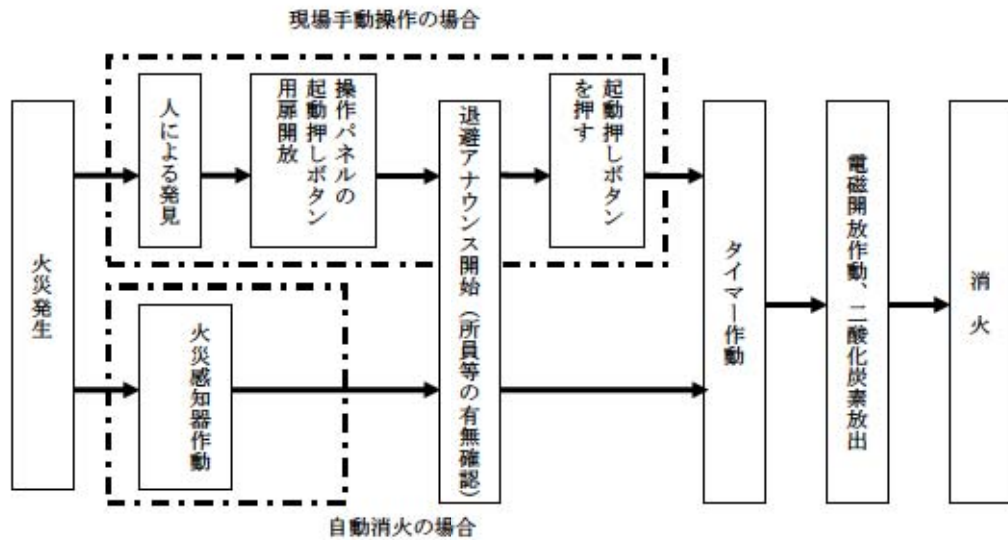 現場手動操作の場合
火災発生
人による発見
操作パネルの
起動押しボタン
用扉開放
退避アナウンス開始（所員等の有無確認）
起動押しボタン
を押す
火災感知器作動
タイマー作動
電磁開放作動、二酸化炭素放出
消火
自動消火の場合